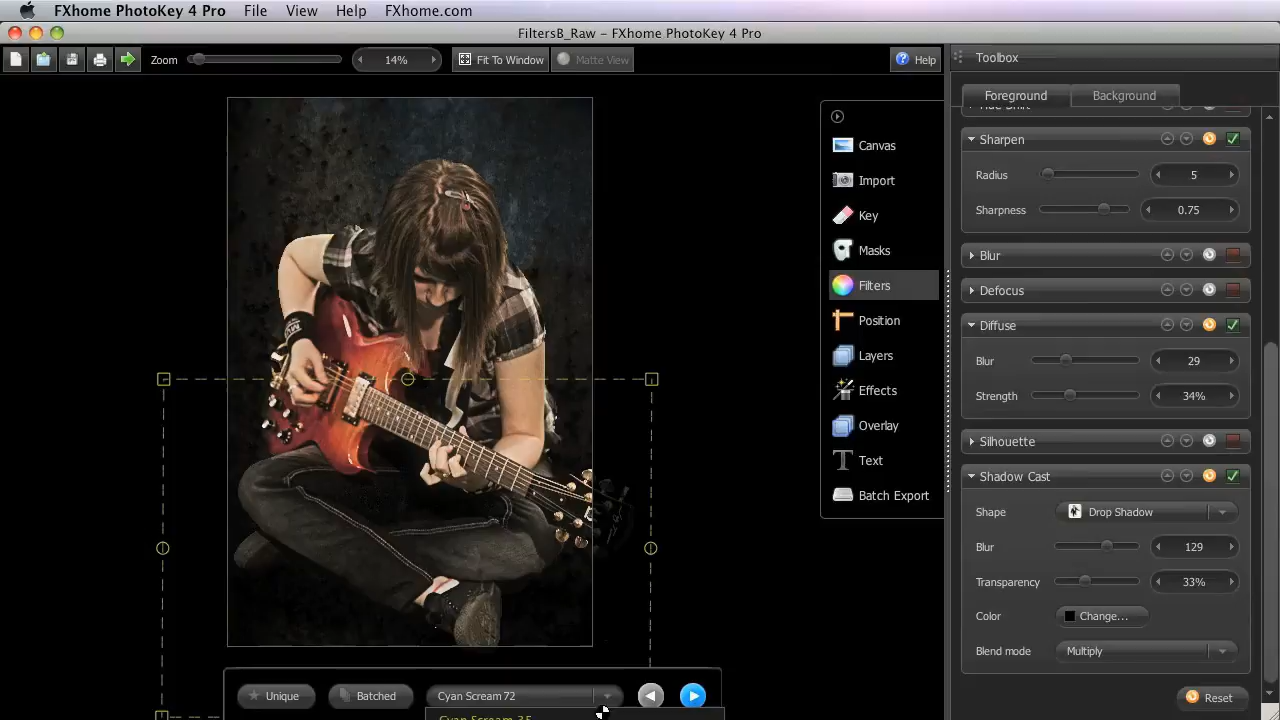 FXhome PhotoKey 4 Pro File View Help FXhome.com
FiltersB_Raw – FXhome PhotoKey 4 Pro
Zoom 14% Fit To Window Matte View Help
Toolbox
Foreground Background
Sharpen
Radius 5
Sharpness 0.75
Blur
Defocus
Diffuse
Blur 29
Strength 34%
Silhouette
Shadow Cast
Shape Drop Shadow
Blur 129
Transparency 33%
Color Change...
Blend mode Multiply
Reset
Canvas
Import
Key
Masks
Filters
Position
Layers
Effects
Overlay
Text
Batch Export
Unique Batched Cyan Scream 72
Cyan Scream 35